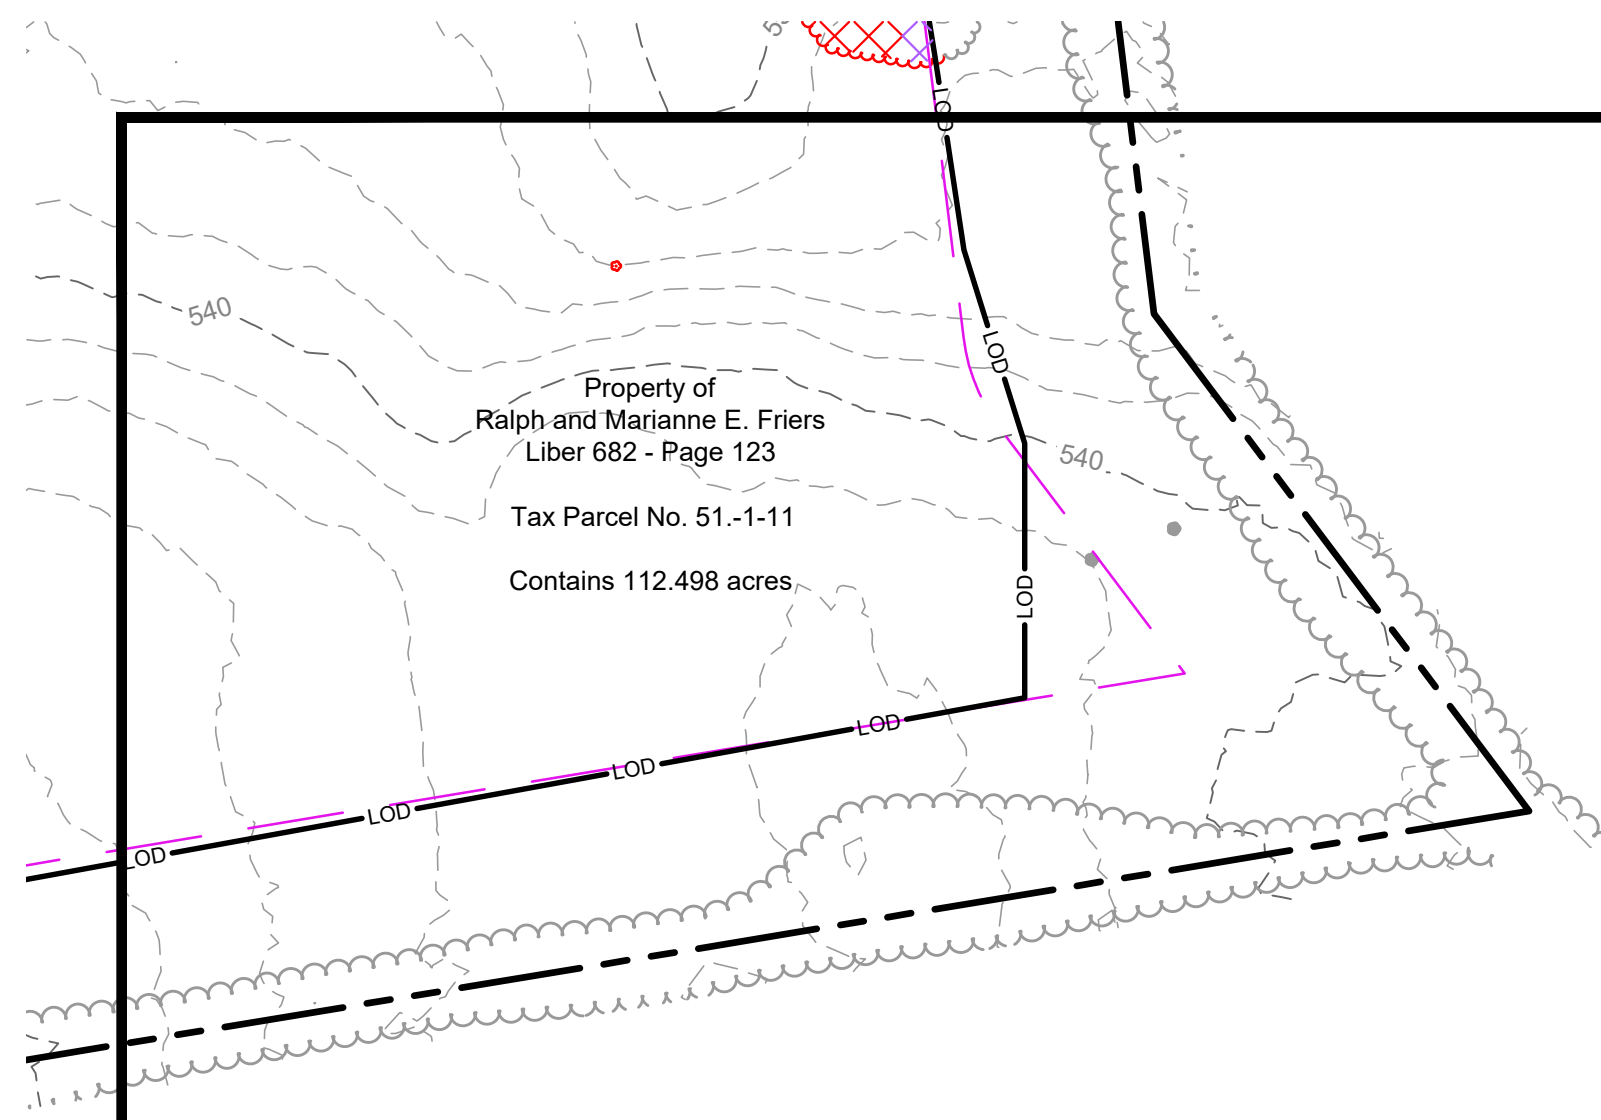 5
LOD
540
LOD
Property of
Ralph and Marianne E. Friers
Liber 682 - Page 123
540
Tax Parcel No. 51.-1-11
Contains 112.498 acres
LOD
LOD
LOD
LOD
LOD